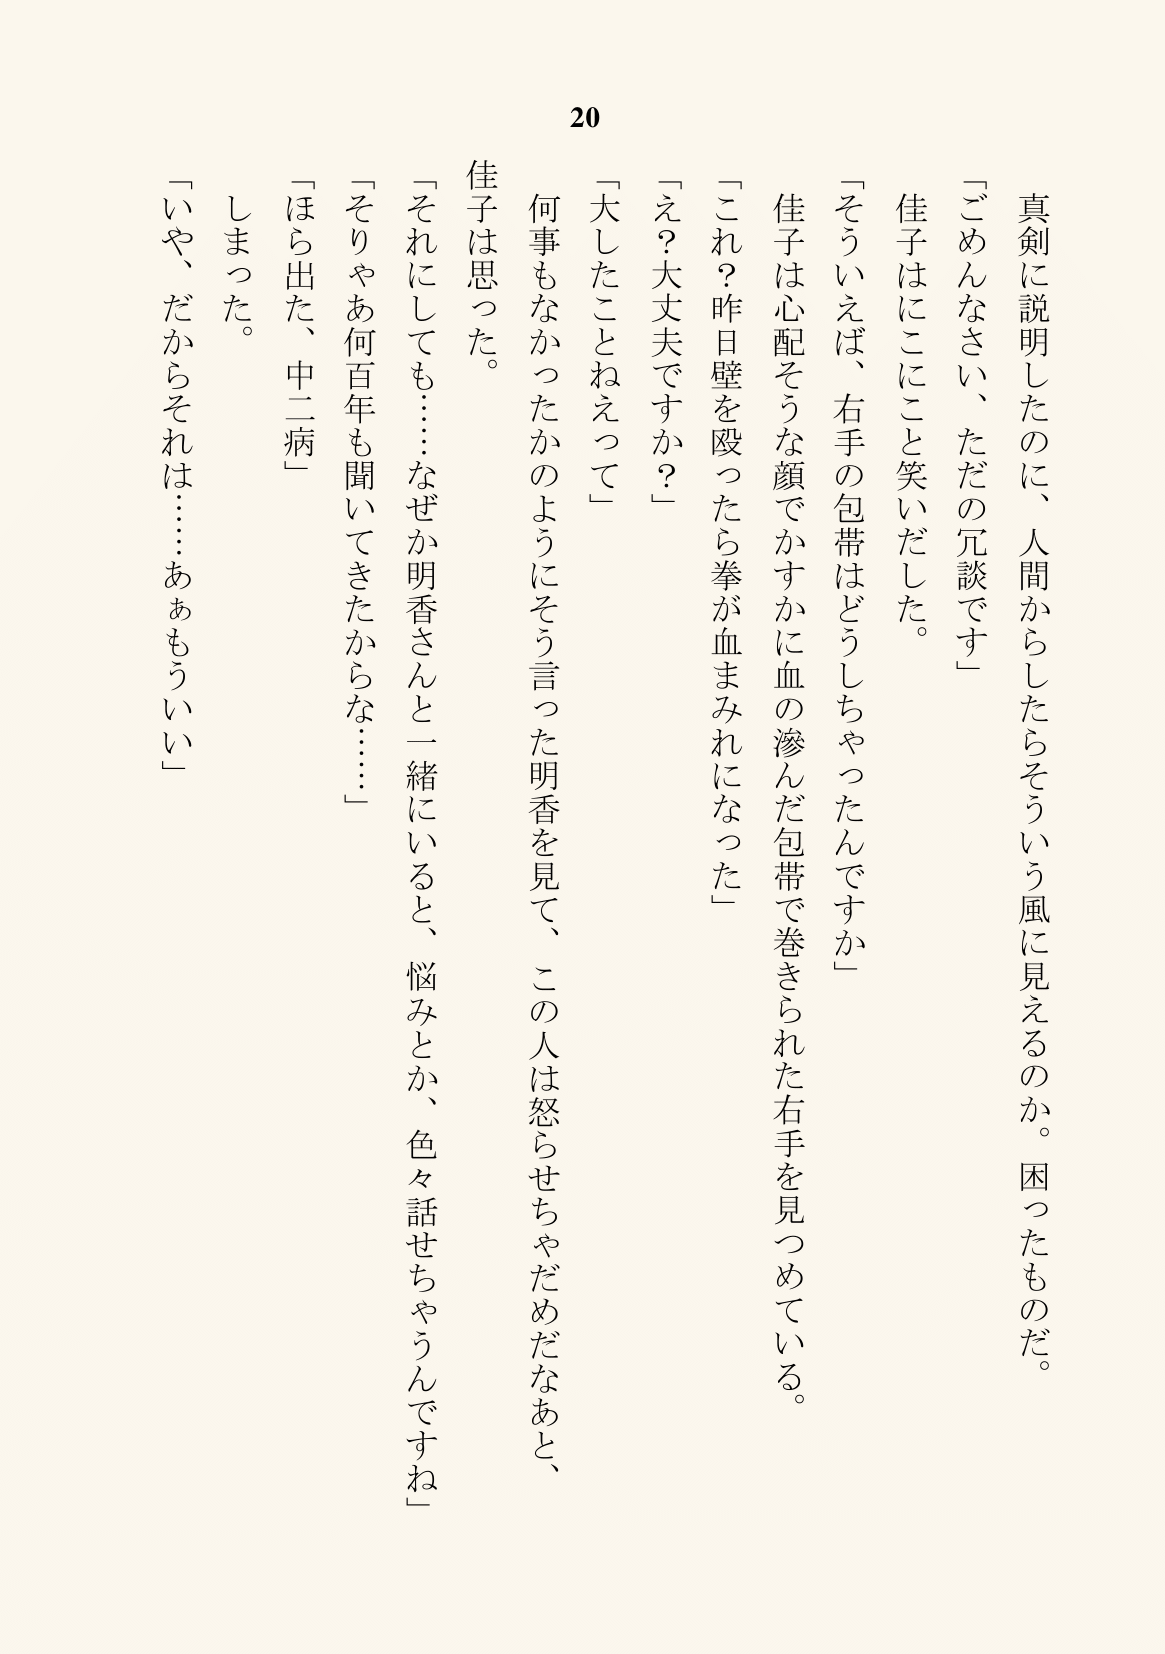 20
　真剣に説明したのに、人間からしたらそういう風に見えるのか。困ったものだ。
「ごめんなさい、ただの冗談です」
　佳子はにこにこと笑いだした。
「そういえば、右手の包帯はどうしちゃったんですか」
　佳子は心配そうな顔でかすかに血の滲んだ包帯で巻きられた右手を見つめている。
「これ？昨日壁を殴ったら拳が血まみれになった」
「え？大丈夫ですか？」
「大したことねえって」
　何事もなかったかのようにそう言った明香を見て、この人は怒らせちゃだめだなあと、
佳子は思った。
「それにしても……なぜか明香さんと一緒にいると、悩みとか、色々話せちゃうんですね」
「そりゃあ何百年も聞いてきたからな……」
「ほら出た、中二病」
　しまった。
「いや、だからそれは……あぁもういい」